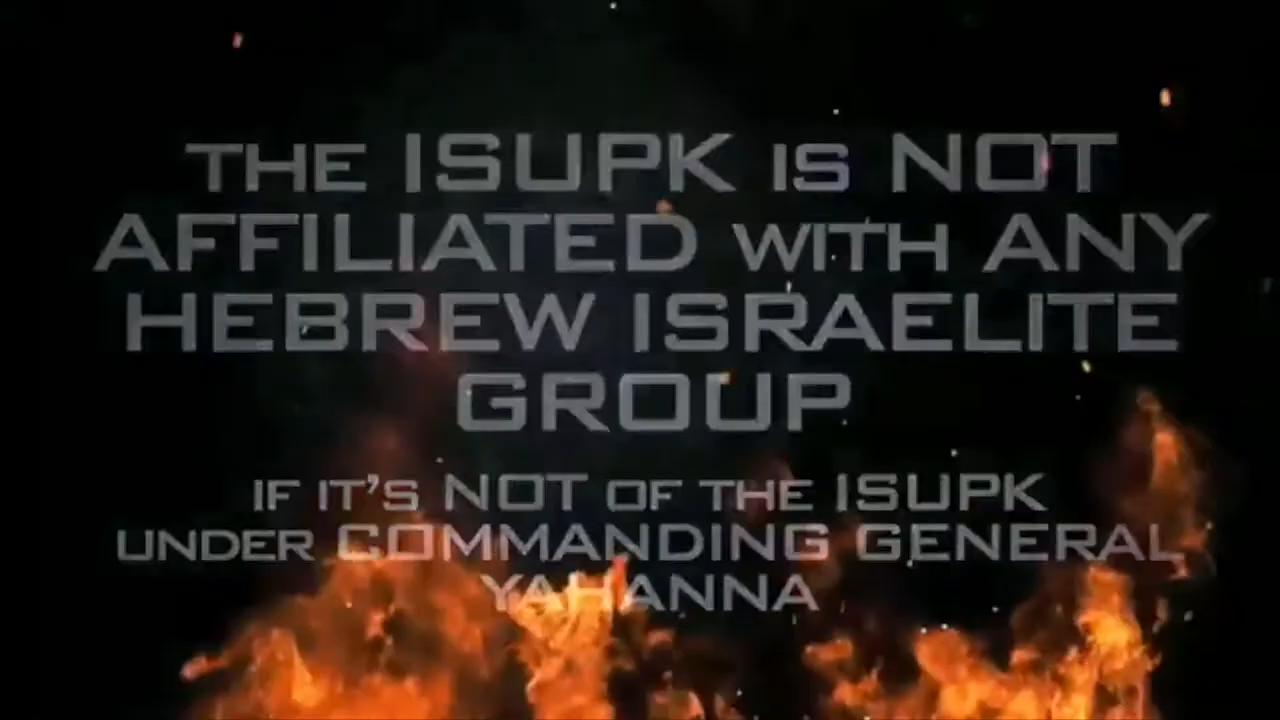 THE ISUPK IS NOT
AFFILIATED WITH ANY
HEBREW ISRAELITE
GROUP
IF IT'S NOT OF THE ISUPK
UNDER COMMANDING GENERAL
YAHANNA